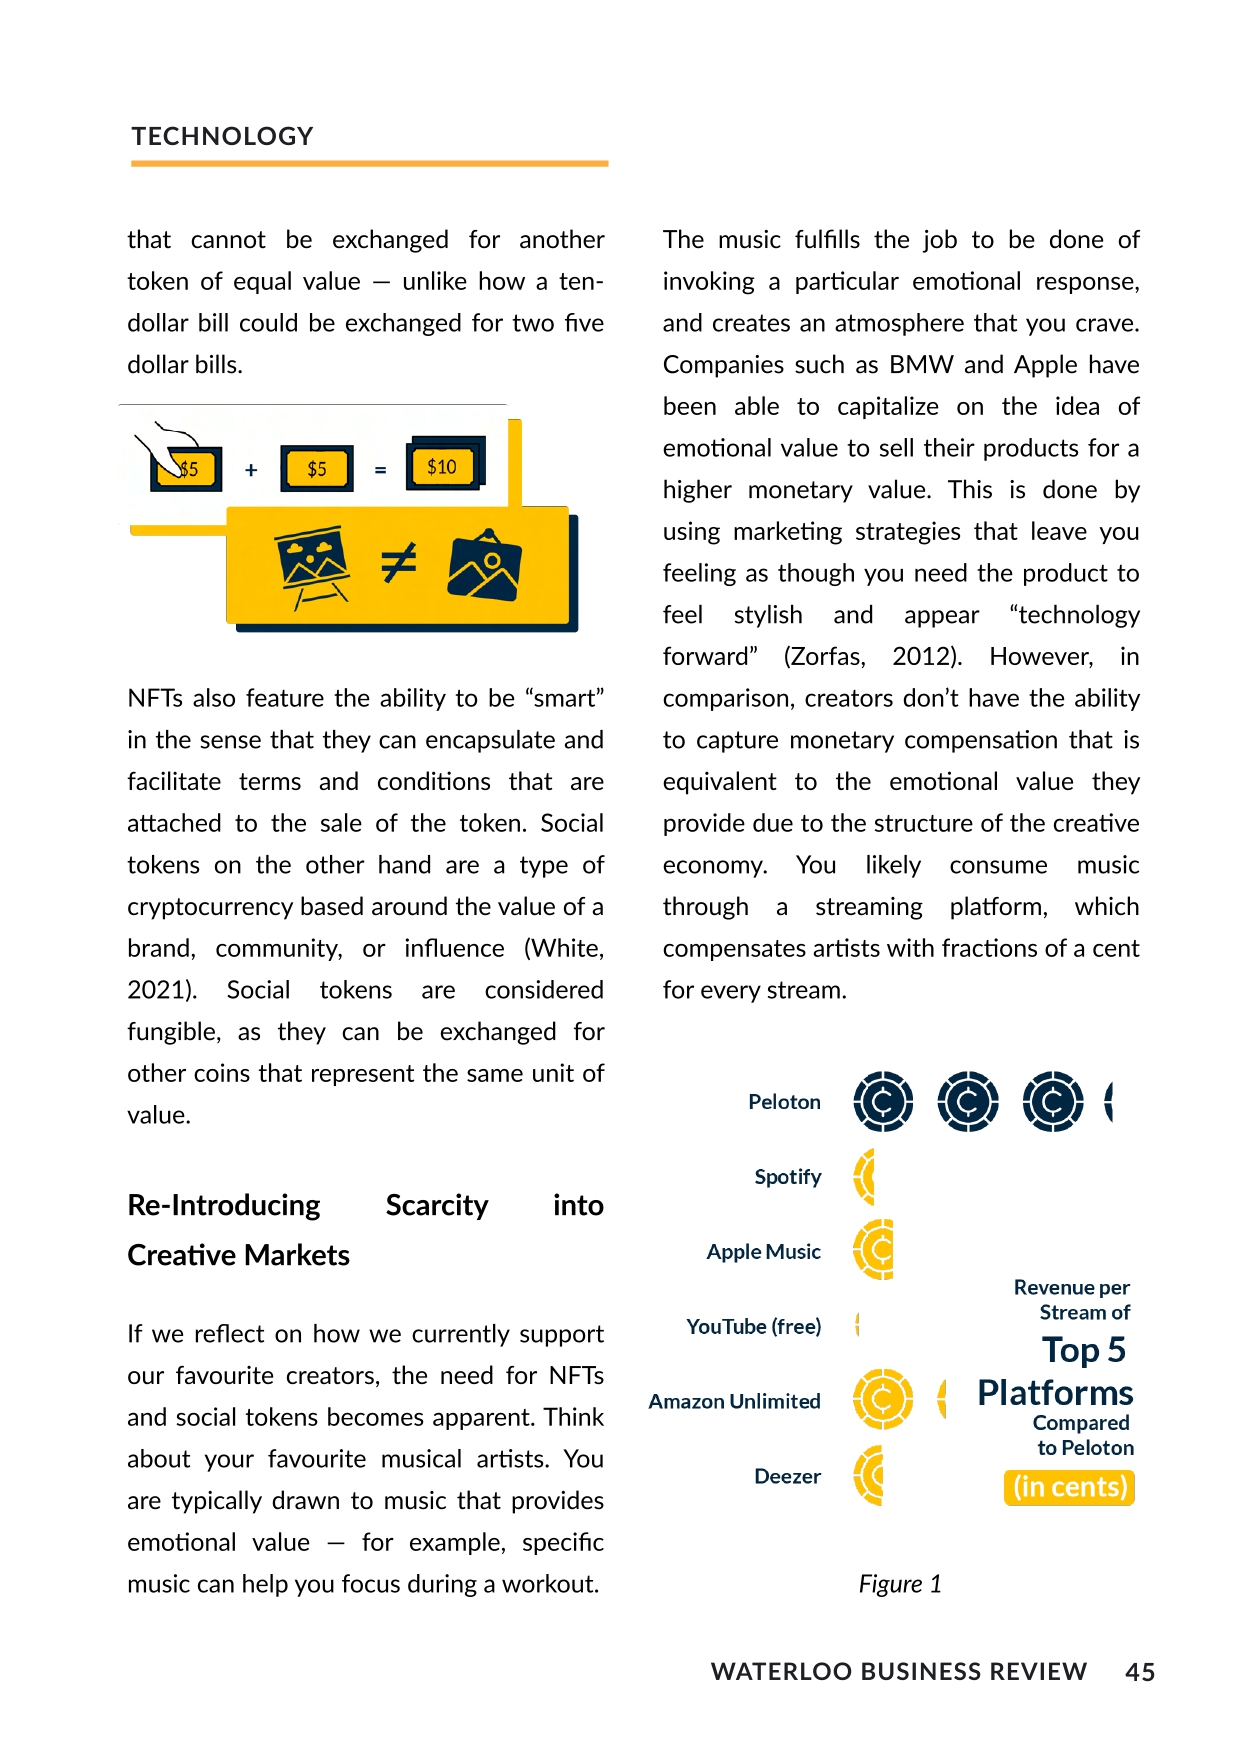 TECHNOLOGY
that cannot be exchanged for another
token of equal value — unlike how a ten-
dollar bill could be exchanged for two five
dollar bills.
$5 + $5 = $10
≠
NFTs also feature the ability to be “smart”
in the sense that they can encapsulate and
facilitate terms and conditions that are
attached to the sale of the token. Social
tokens on the other hand are a type of
cryptocurrency based around the value of a
brand, community, or influence (White,
2021). Social tokens are considered
fungible, as they can be exchanged for
other coins that represent the same unit of
value.
Re-Introducing Scarcity into
Creative Markets
If we reflect on how we currently support
our favourite creators, the need for NFTs
and social tokens becomes apparent. Think
about your favourite musical artists. You
are typically drawn to music that provides
emotional value — for example, specific
music can help you focus during a workout.
The music fulfills the job to be done of
invoking a particular emotional response,
and creates an atmosphere that you crave.
Companies such as BMW and Apple have
been able to capitalize on the idea of
emotional value to sell their products for a
higher monetary value. This is done by
using marketing strategies that leave you
feeling as though you need the product to
feel stylish and appear “technology
forward” (Zorfas, 2012). However, in
comparison, creators don’t have the ability
to capture monetary compensation that is
equivalent to the emotional value they
provide due to the structure of the creative
economy. You likely consume music
through a streaming platform, which
compensates artists with fractions of a cent
for every stream.
Peloton
Spotify
Apple Music
YouTube (free)
Amazon Unlimited
Deezer
Revenue per
Stream of
Top 5
Platforms
Compared
to Peloton
(in cents)
Figure 1
WATERLOO BUSINESS REVIEW 45